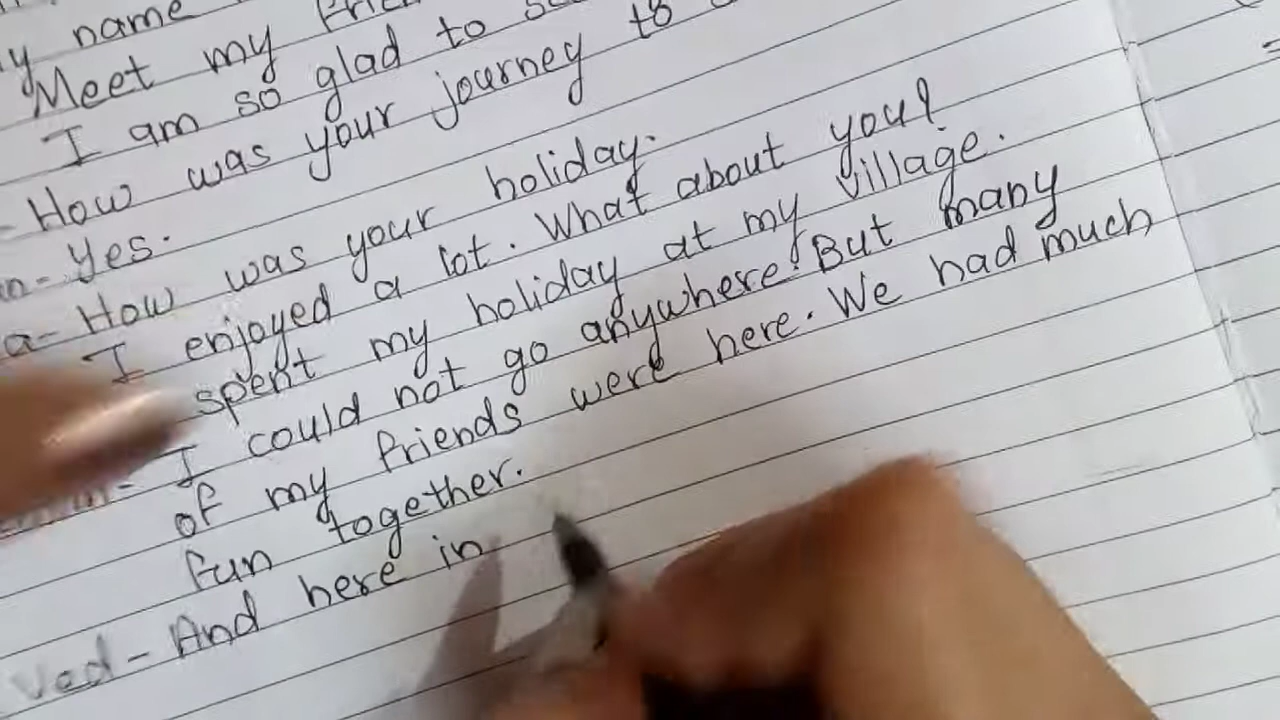 name
Meet my
I am so glad to
How was your journey to
Yes.
a- How was your holiday.
I enjoyed a lot. What about you?
spent my holiday at my village.
I could not go anywhere. But many
of my friends were here. We had much
fun together.
Ved - And here in